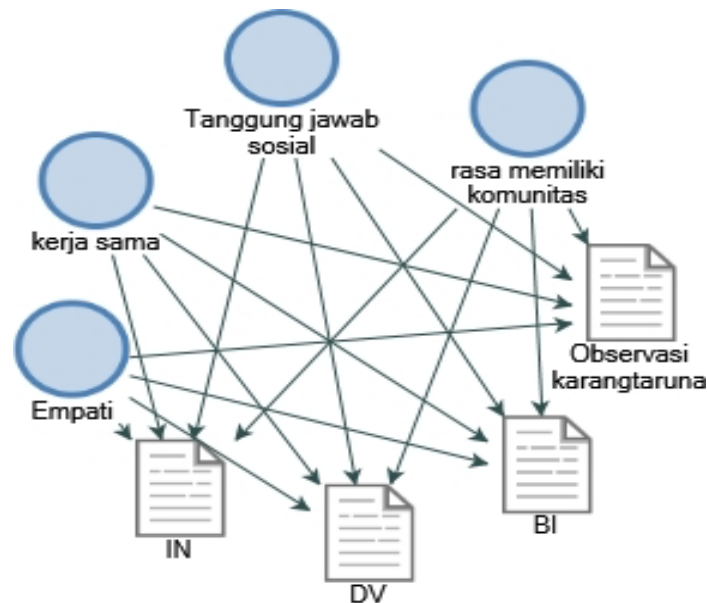 Tanggung jawab
sosial
rasa memiliki
komunitas
kerja sama
Empati
Observasi
karangtaruna
IN
DV
BI